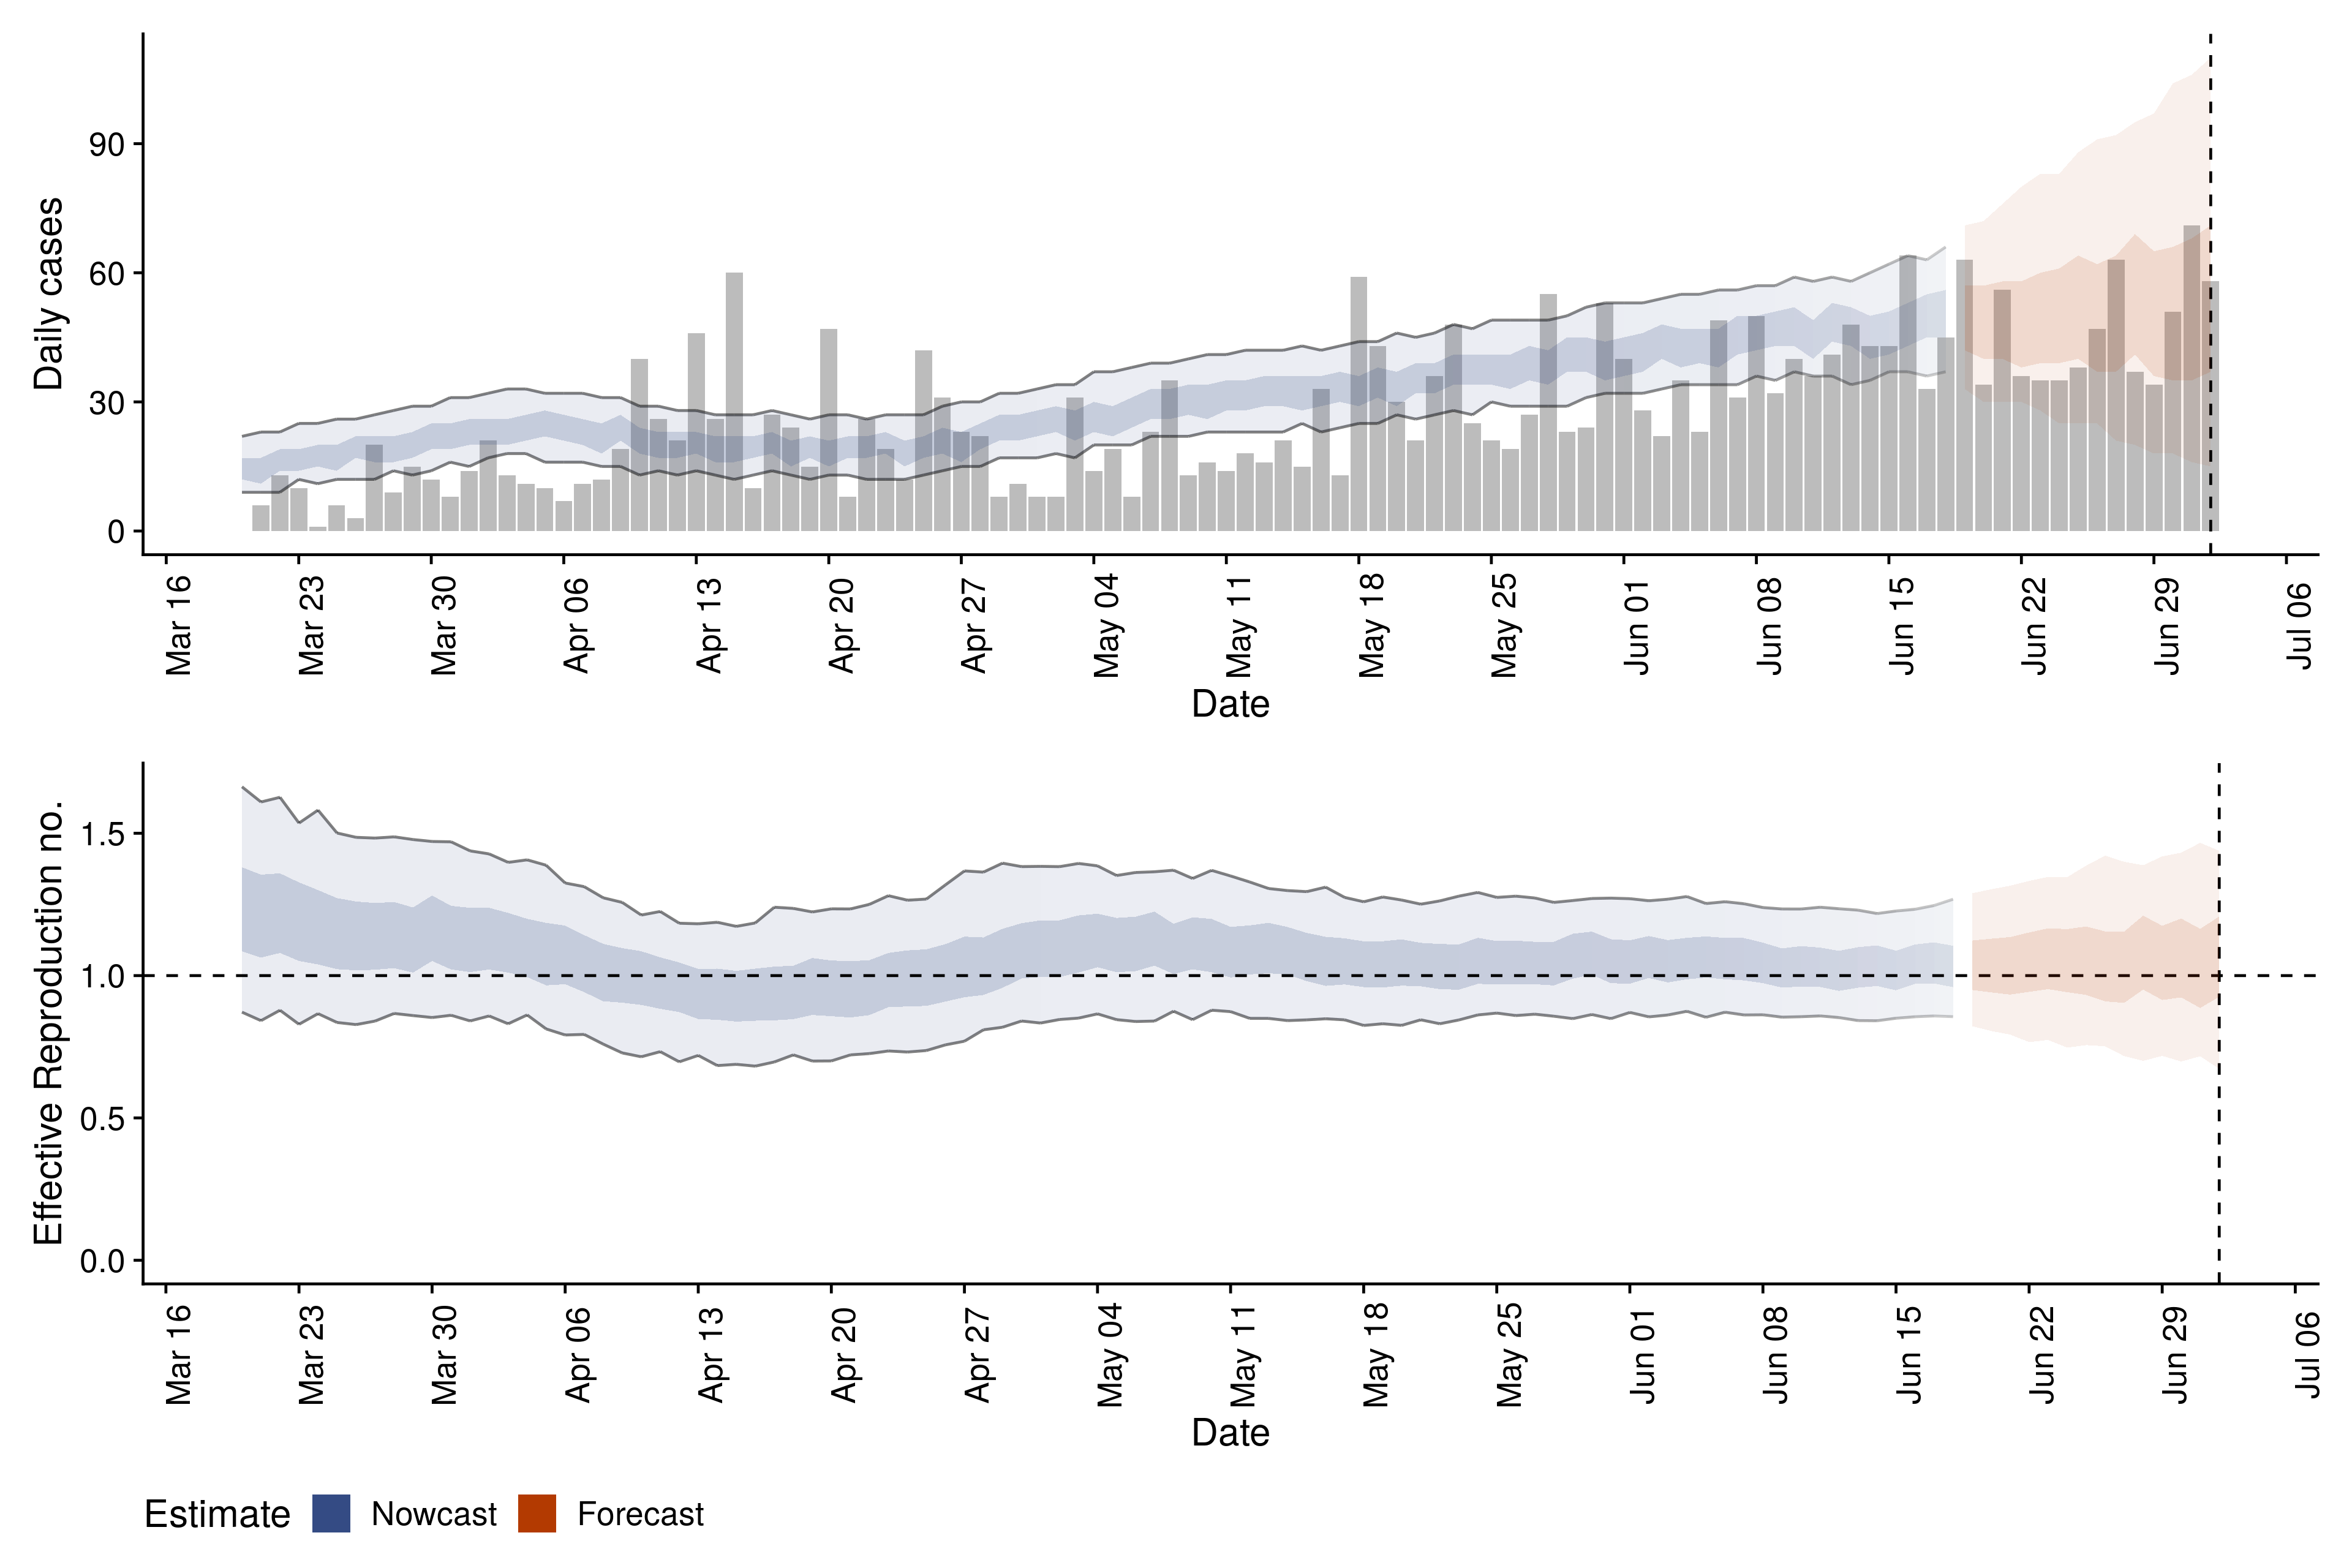 Daily cases
90
60
30
0
Mar 16
Mar 23
Mar 30
Apr 06
Apr 13
Apr 20
Apr 27
May 04
May 11
May 18
May 25
Jun 01
Jun 08
Jun 15
Jun 22
Jun 29
Jul 06
Date
Effective Reproduction no.
1.5
1.0
0.5
0.0
Mar 16
Mar 23
Mar 30
Apr 06
Apr 13
Apr 20
Apr 27
May 04
May 11
May 18
May 25
Jun 01
Jun 08
Jun 15
Jun 22
Jun 29
Jul 06
Date
Estimate Nowcast Forecast